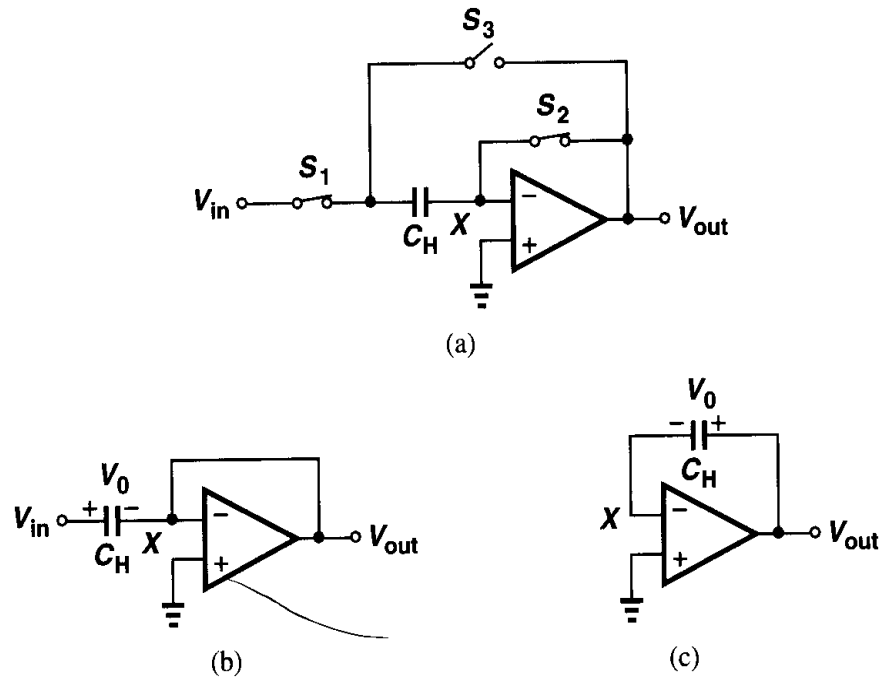 S3
S2
S1
Vin
CH
X
−
+
Vout
(a)
V0
− +
CH
X
−
+
Vout
(c)
V0
+ −
Vin
CH
X
−
+
Vout
(b)